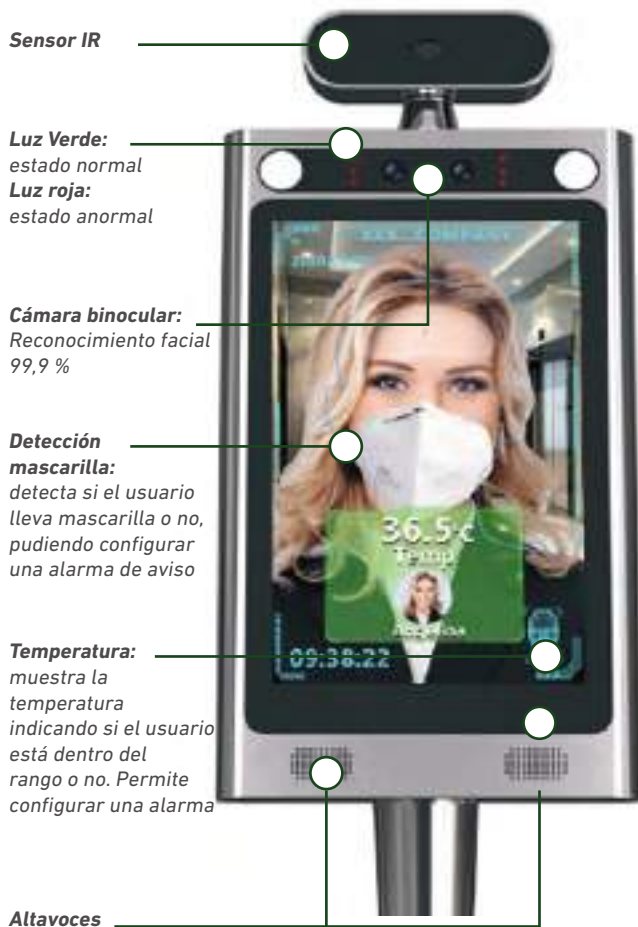 Sensor IR
Luz Verde:
estado normal
Luz roja:
estado anormal
Cámara binocular:
Reconocimiento facial
99,9 %
Detección
mascarilla:
detecta si el usuario
lleva mascarilla o no,
pudiendo configurar
una alarma de aviso
Temperatura:
muestra la
temperatura
indicando si el usuario
está dentro del
rango o no. Permite
configurar una alarma
Altavoces
COMPANY
36.5°C
Temp
09:38:22